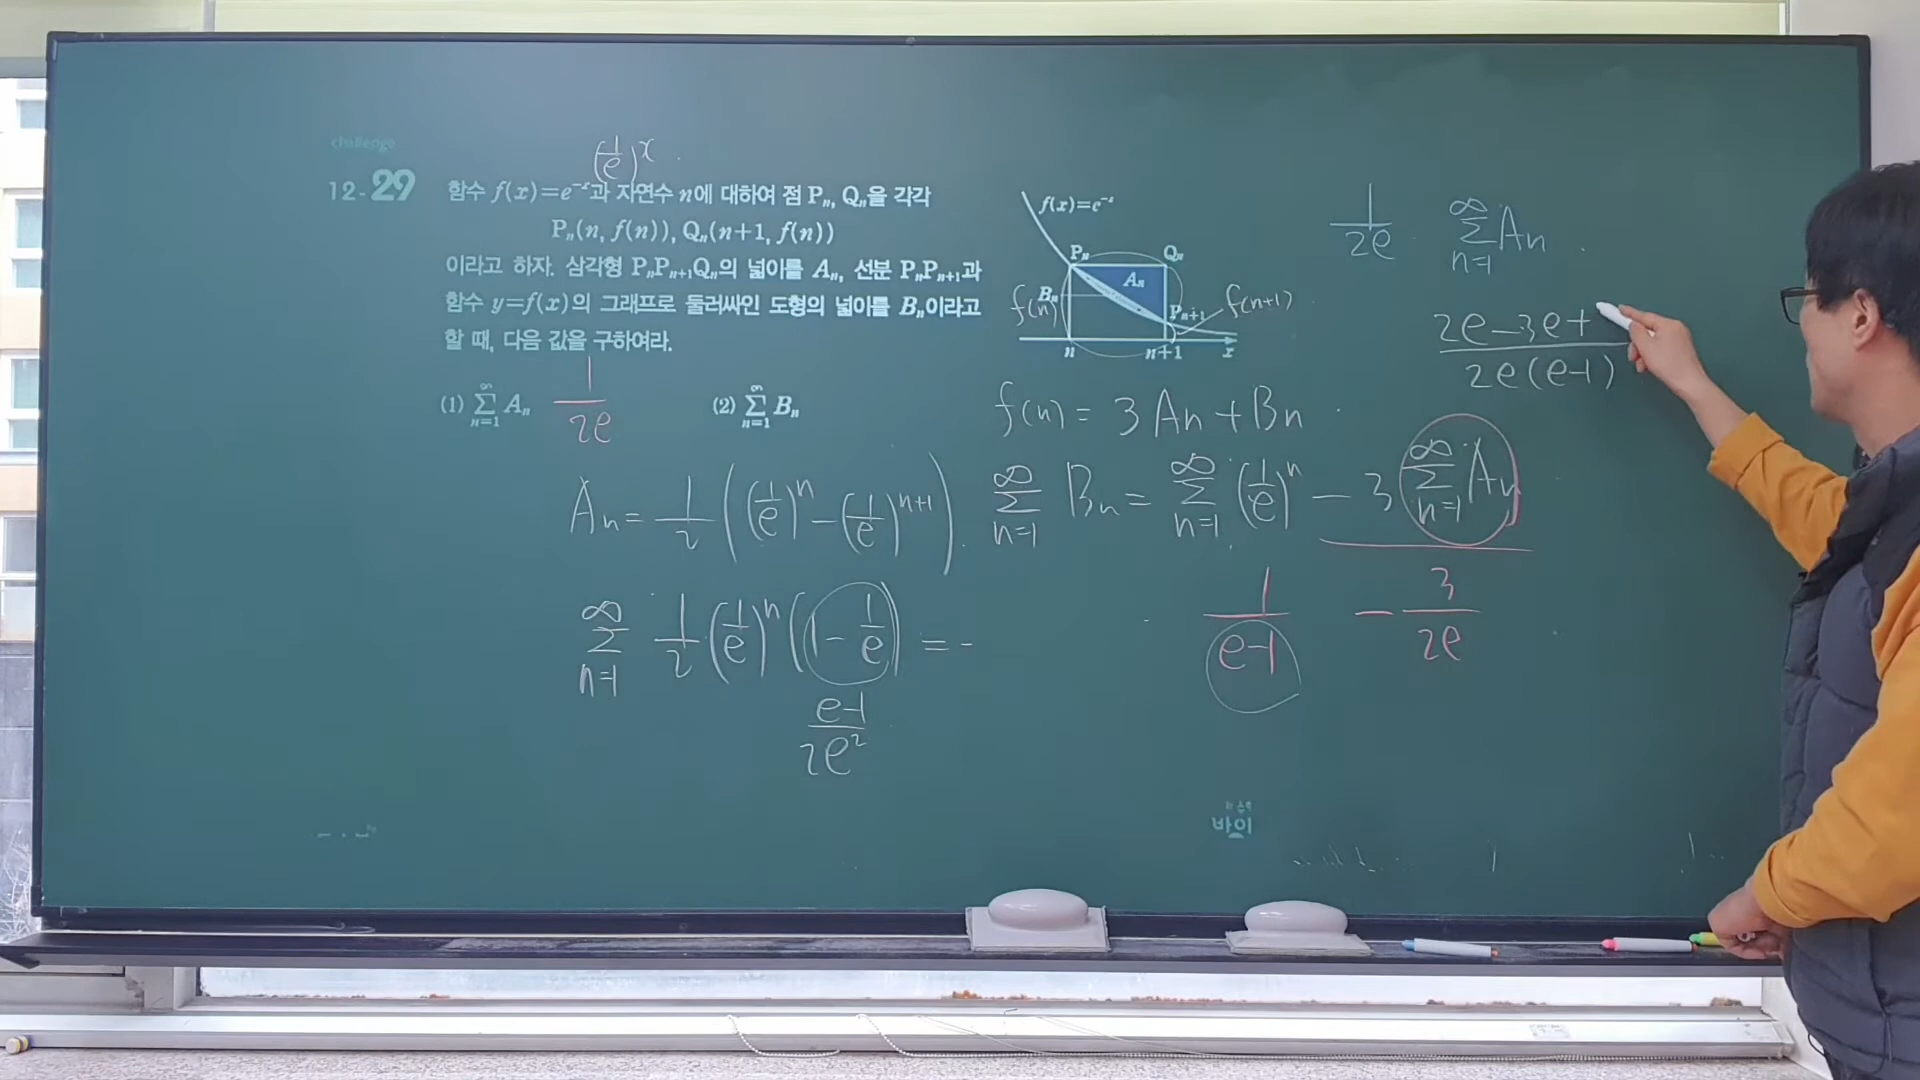 challenge
12-29
(1/e)^x
함수 f(x)=e⁻ˣ과 자연수 n에 대하여 점 Pₙ, Qₙ을 각각
Pₙ(n, f(n)), Qₙ(n+1, f(n))
이라고 하자. 삼각형 PₙPₙ₊₁Qₙ의 넓이를 Aₙ, 선분 PₙPₙ₊₁과
함수 y=f(x)의 그래프로 둘러싸인 도형의 넓이를 Bₙ이라고
할 때, 다음 값을 구하여라.
(1) ∑_{n=1}^{∞} Aₙ 1/2e
(2) ∑_{n=1}^{∞} Bₙ
f(x)=e⁻ˣ
Pₙ Qₙ
Aₙ
Bₙ
f(n)
Pₙ₊₁
f(n+1)
n n+1 x
1/2e ∑_{n=1}^{∞} An
2e-3e+
2e(e-1)
f(n) = 3An + Bn
An = 1/2 ((1/e)^n - (1/e)^{n+1})
∑_{n=1}^{∞} 1/2 (1/e)^n (1 - 1/e) = -
e-1
2e²
∑_{n=1}^{∞} Bn = ∑_{n=1}^{∞} (1/e)^n - 3 ∑_{n=1}^{∞} An
1/(e-1) - 3/2e
바이